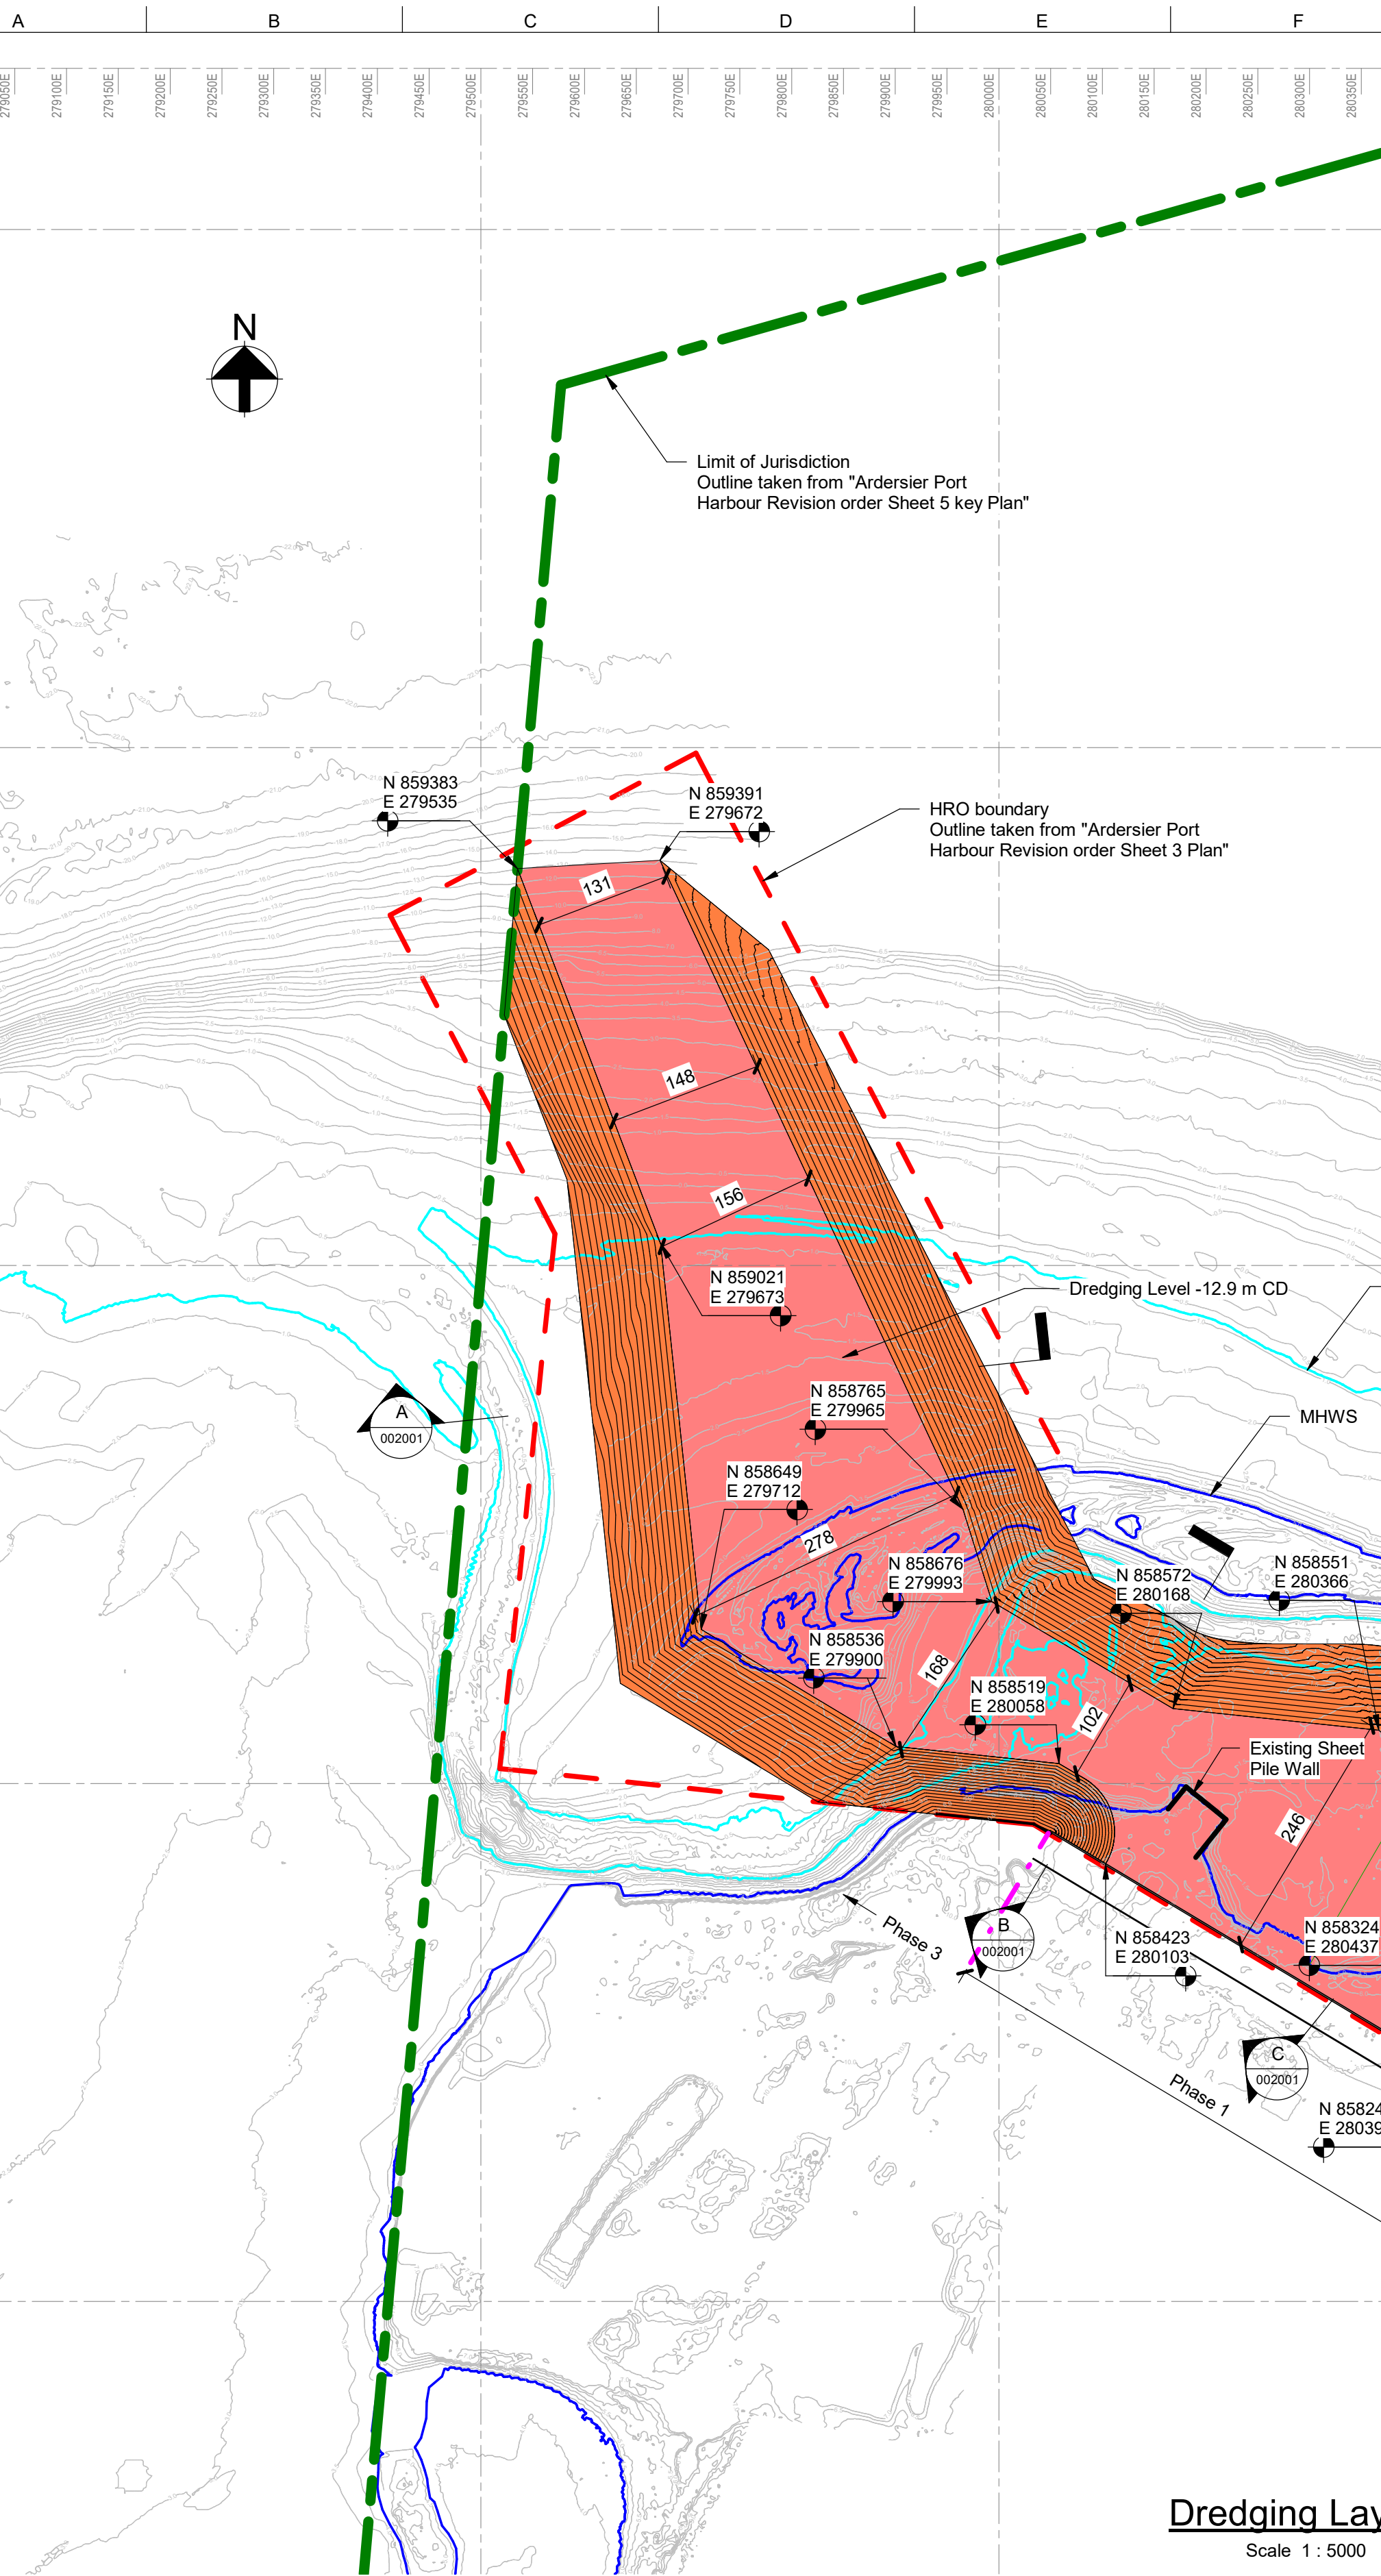 A B C D E F
279050E 279100E 279150E 279200E 279250E 279300E 279350E 279400E 279450E 279500E 279550E 279600E 279650E 279700E 279750E 279800E 279850E 279900E 279950E 280000E 280050E 280100E 280150E 280200E 280250E 280300E 280350E
N
Limit of Jurisdiction
Outline taken from "Ardersier Port
Harbour Revision order Sheet 5 key Plan"
N 859383
E 279535
N 859391
E 279672
HRO boundary
Outline taken from "Ardersier Port
Harbour Revision order Sheet 3 Plan"
131
148
156
N 859021
E 279673
Dredging Level -12.9 m CD
N 858765
E 279965
A
002001
MHWS
N 858649
E 279712
278
N 858676
E 279993
N 858572
E 280168
N 858551
E 280366
N 858536
E 279900
168
N 858519
E 280058
102
Existing Sheet
Pile Wall
246
Phase 3
B
002001
N 858423
E 280103
N 858324
E 280437
C
002001
Phase 1
N 85824
E 28039
Dredging Lay
Scale 1 : 5000